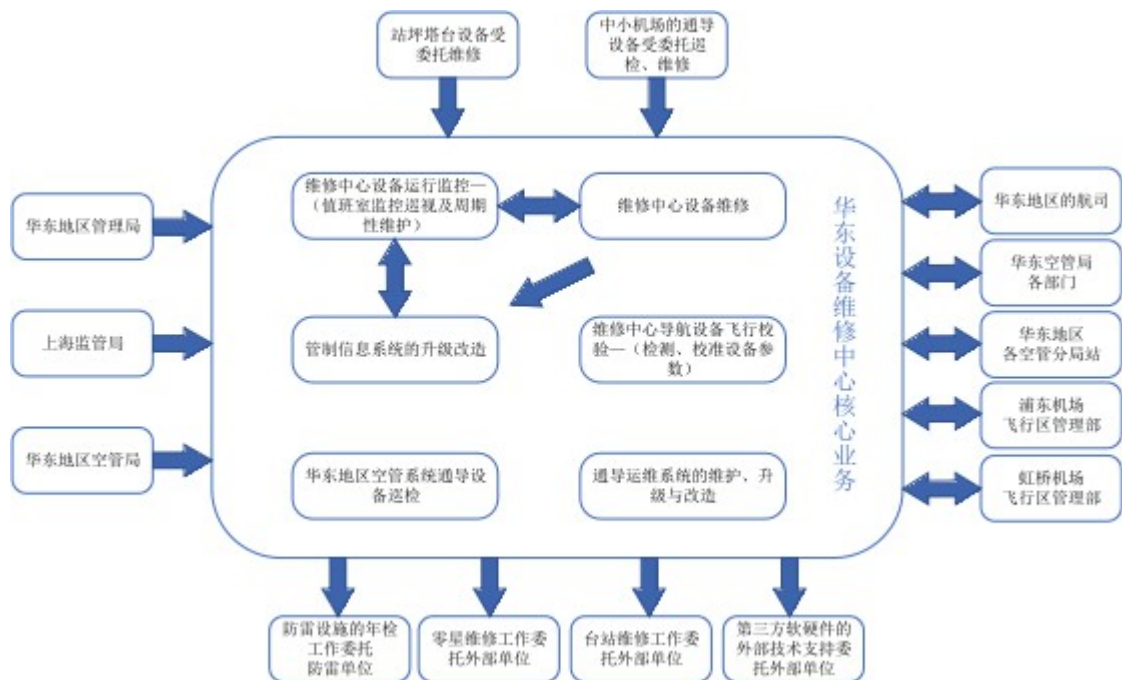 站坪塔台设备受
委托维修
中小机场的通导
设备受委托巡
检、维修
华东地区管理局
上海监管局
华东地区空管局
维修中心设备运行监控—
（值班室监控巡视及周期
性维护）
维修中心设备维修
管制信息系统的升级改造
维修中心导航设备飞行校
验—（检测、校准设备参
数）
华东地区空管系统通导设
备巡检
通导运维系统的维护、升
级与改造
华东设备维修中心核心业务
华东地区的航司
华东空管局
各部门
华东地区
各空管分局站
浦东机场
飞行区管理部
虹桥机场
飞行区管理部
防雷设施的年检
工作委托
防雷单位
零星维修工作委
托外部单位
台站维修工作委
托外部单位
第三方软硬件的
外部技术支持委
托外部单位